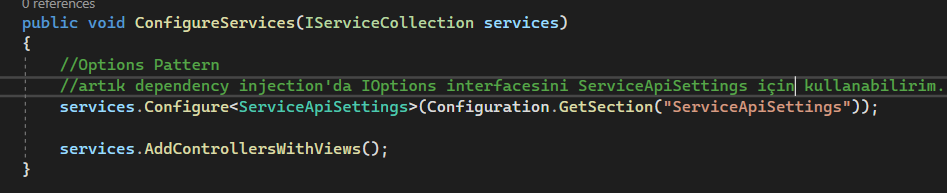 0 references
public void ConfigureServices(IServiceCollection services)
{
//Options Pattern
//artık dependency injection'da IOptions interfacesini ServiceApiSettings için kullanabilirim.
services.Configure<ServiceApiSettings>(Configuration.GetSection("ServiceApiSettings"));
services.AddControllersWithViews();
}